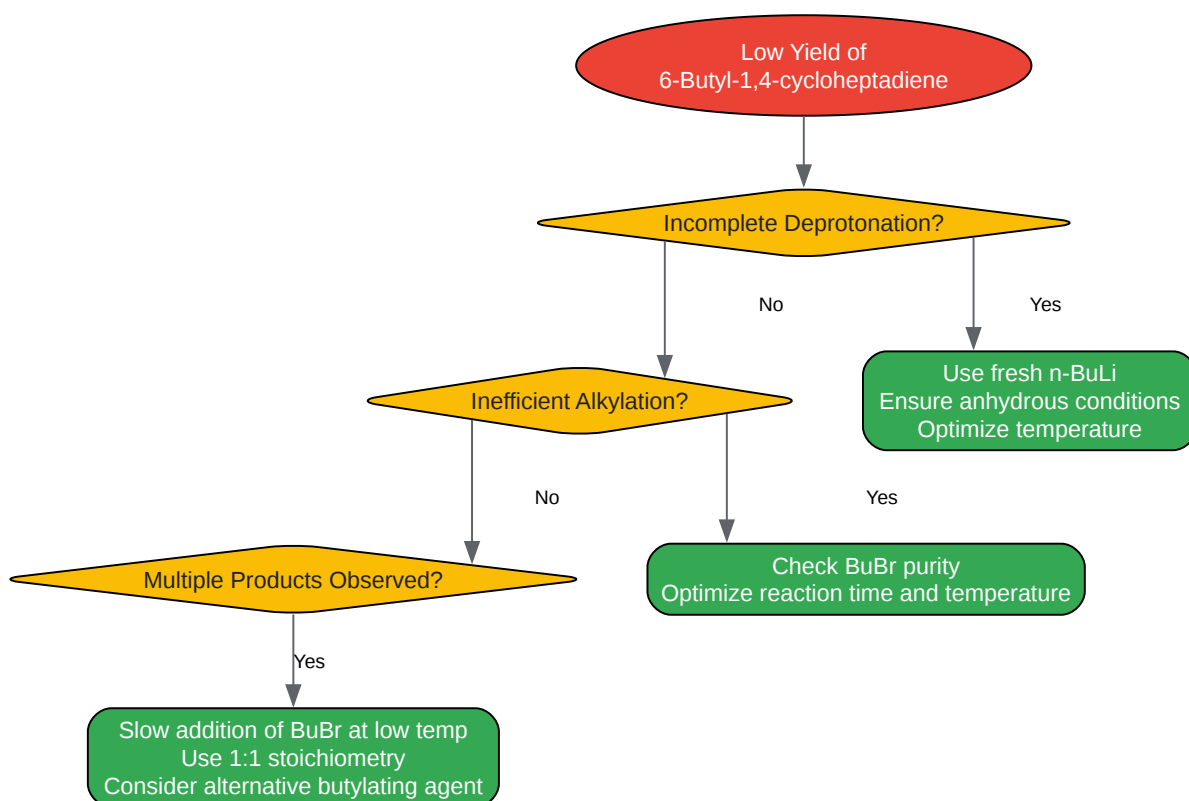 Low Yield of
6-Butyl-1,4-cycloheptadiene
Incomplete Deprotonation?
No
Yes
Use fresh n-BuLi
Ensure anhydrous conditions
Optimize temperature
Inefficient Alkylation?
No
Yes
Check BuBr purity
Optimize reaction time and temperature
Multiple Products Observed?
Yes
Slow addition of BuBr at low temp
Use 1:1 stoichiometry
Consider alternative butylating agent